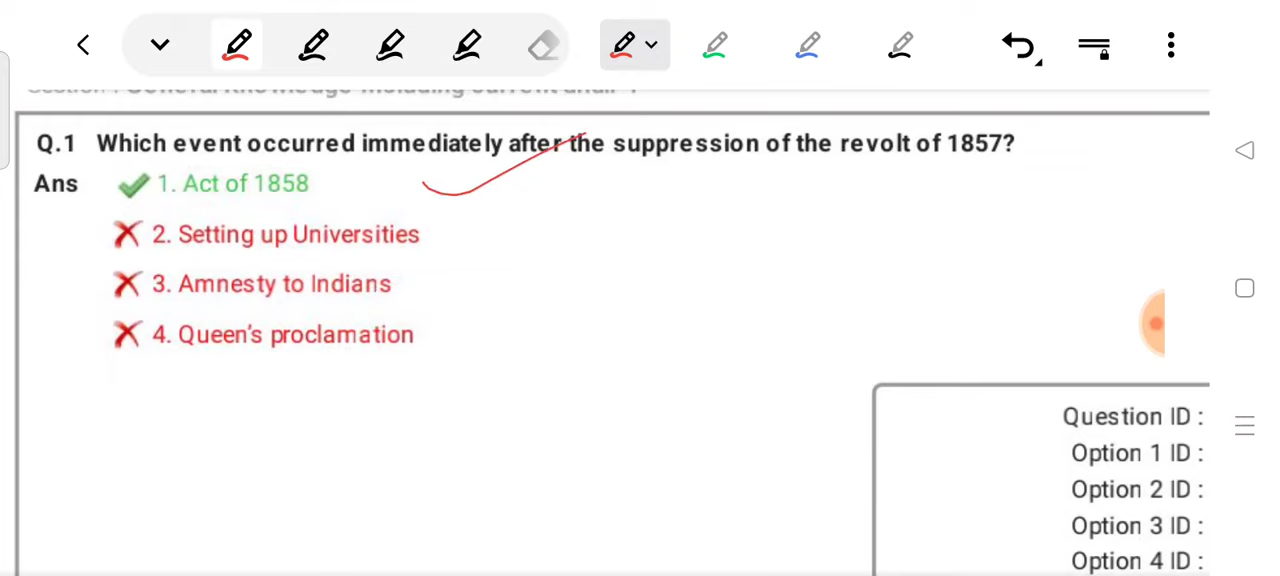 Q.1 Which event occurred immediately after the suppression of the revolt of 1857?
Ans 1. Act of 1858
2. Setting up Universities
3. Amnesty to Indians
4. Queen's proclamation
Question ID :
Option 1 ID :
Option 2 ID :
Option 3 ID :
Option 4 ID :